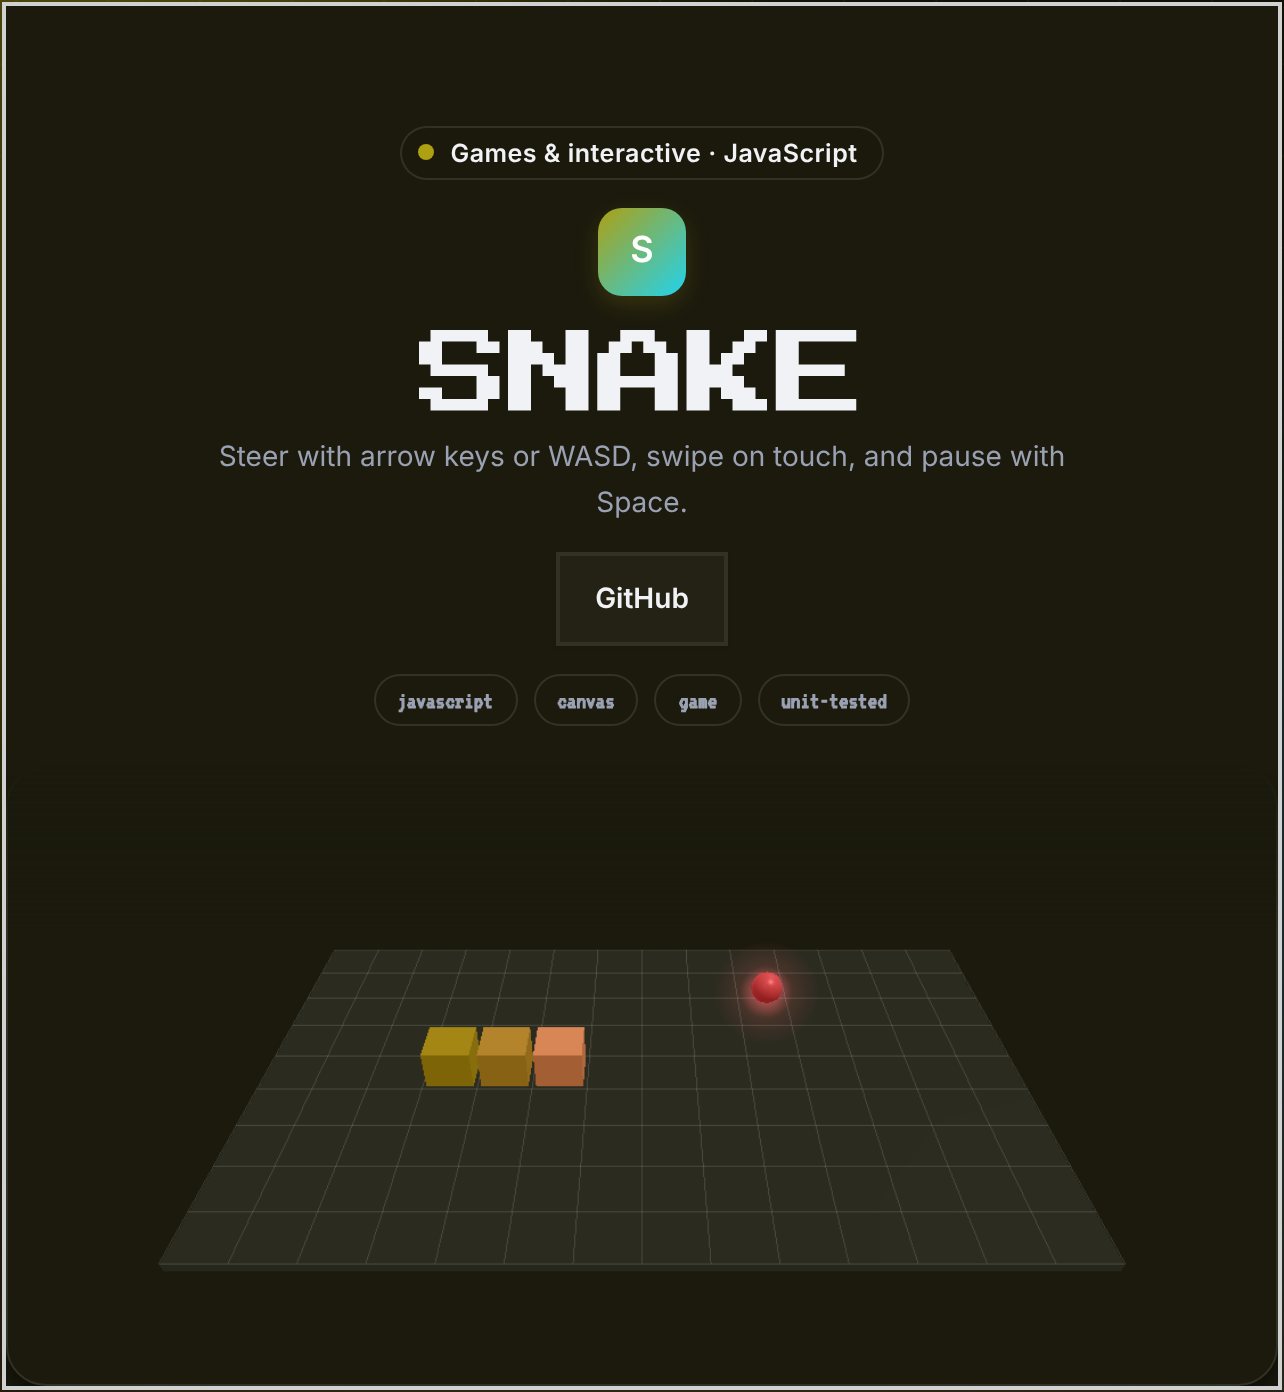 Games & interactive · JavaScript
S
SNAKE
Steer with arrow keys or WASD, swipe on touch, and pause with
Space.
GitHub
javascript canvas game unit-tested